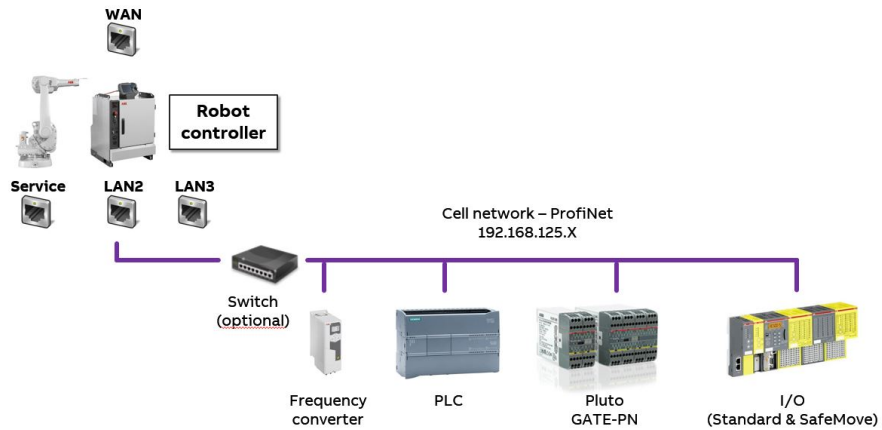 WAN
Robot
controller
Service
LAN2
LAN3
Cell network – ProfiNet
192.168.125.X
Switch
(optional)
Frequency
converter
PLC
Pluto
GATE-PN
I/O
(Standard & SafeMove)